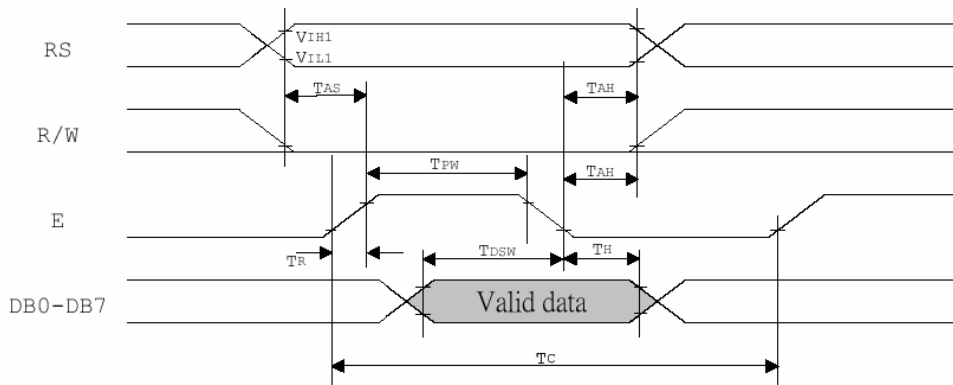 RS
VIH1
VIL1
TAS
TAH
R/W
TPW
TAH
E
TR
TDSW
TH
DB0-DB7
Valid data
TC